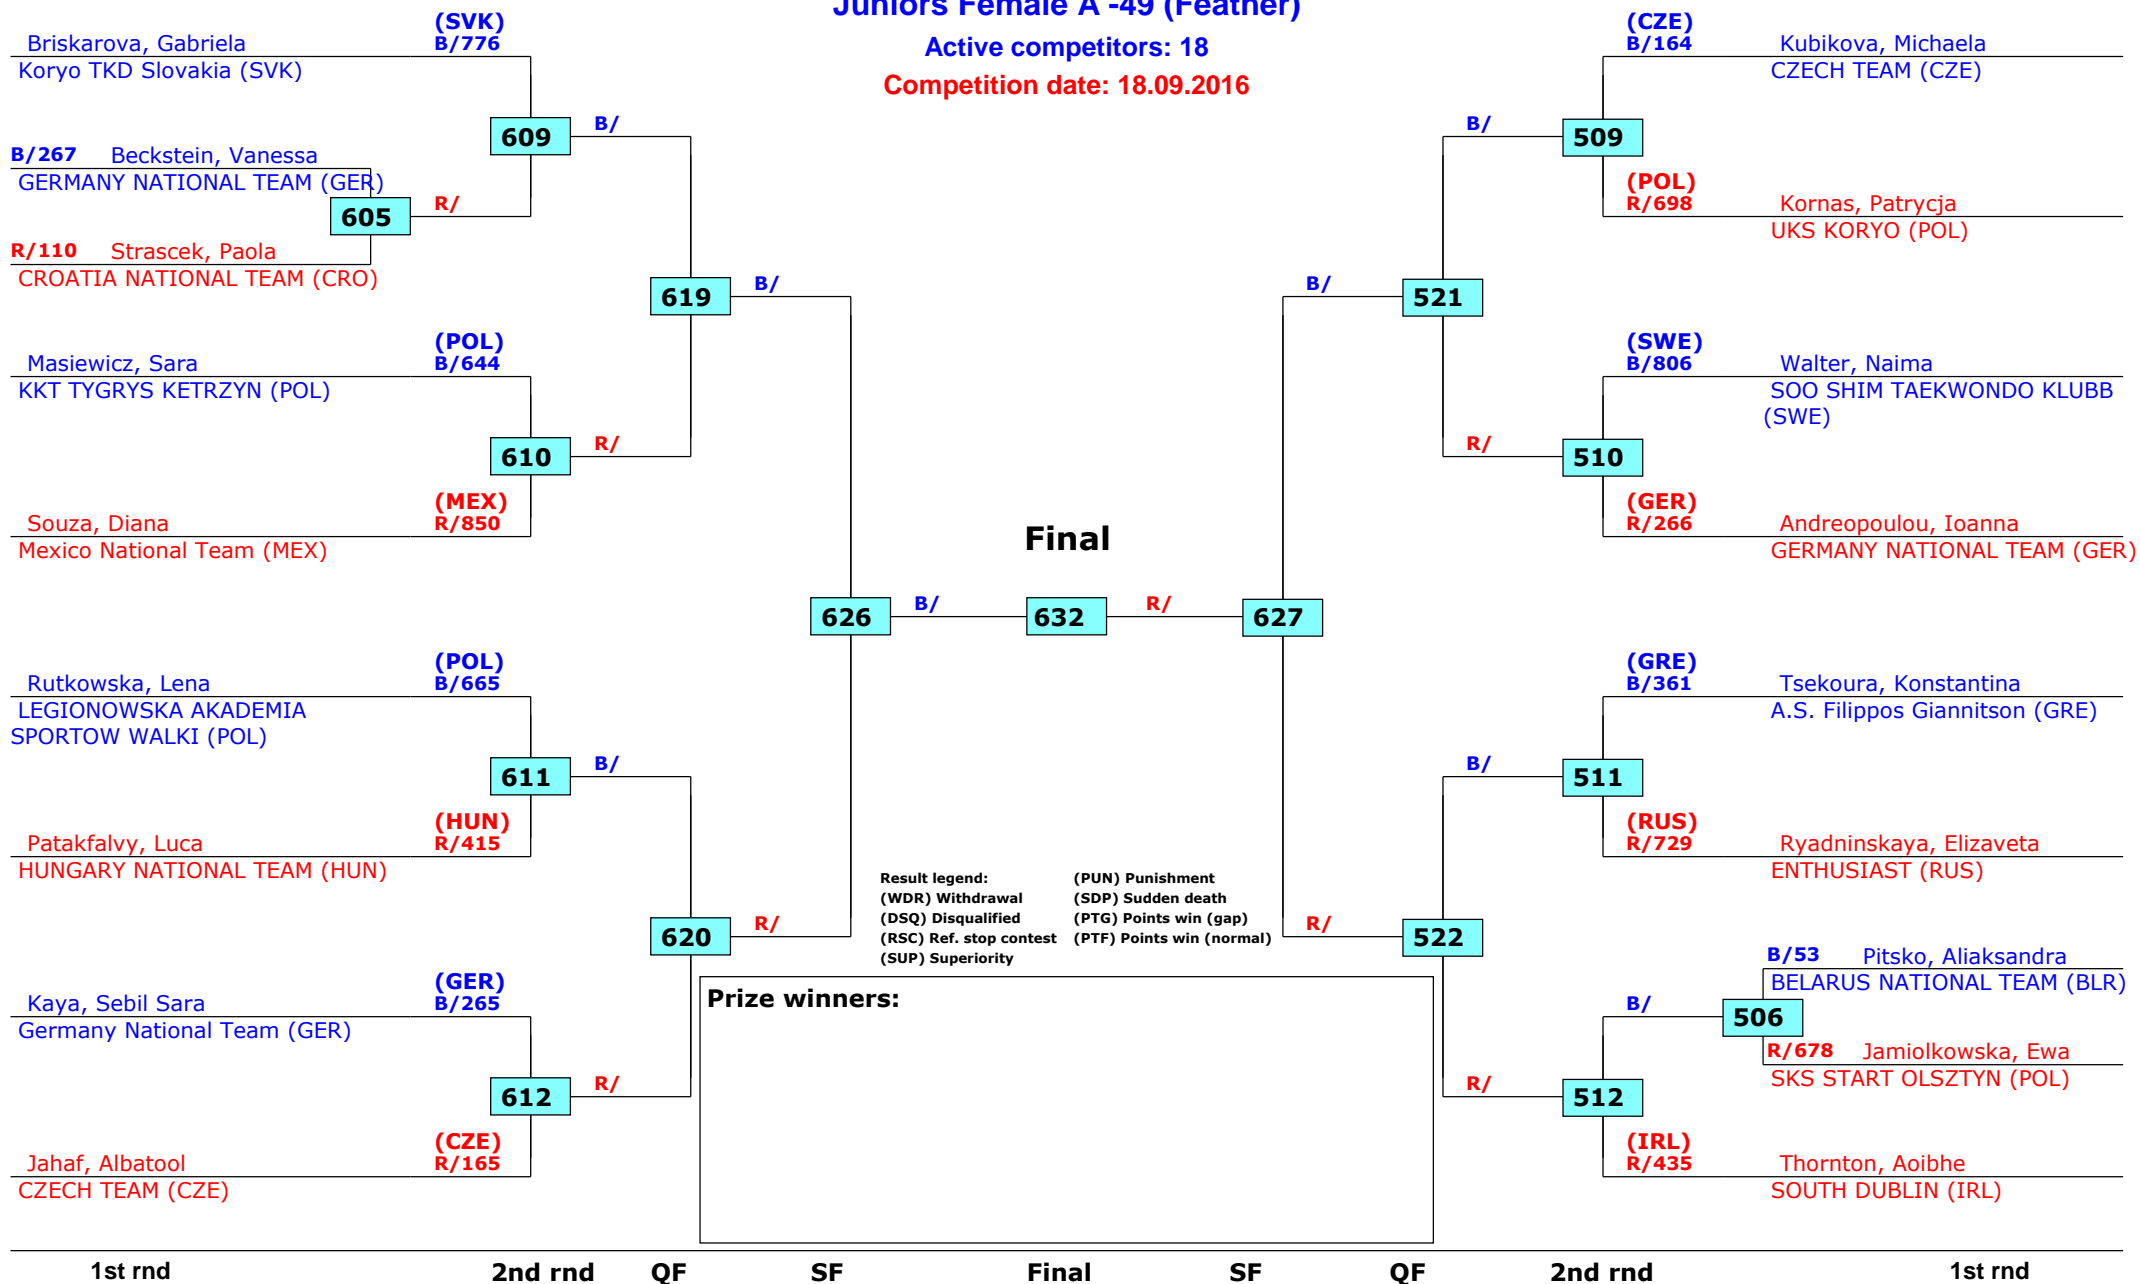 Juniors Female A -49 (Feather)
Active competitors: 18
Competition date: 18.09.2016
(SVK)
Briskarova, Gabriela B/776
Koryo TKD Slovakia (SVK)
609
B/
B/267 Beckstein, Vanessa
GERMANY NATIONAL TEAM (GER)
605
R/
R/110 Strascek, Paola
CROATIA NATIONAL TEAM (CRO)
619
B/
(POL)
Masiewicz, Sara B/644
KKT TYGRYS KETRZYN (POL)
610
R/
(MEX)
Souza, Diana R/850
Mexico National Team (MEX)
626
B/
(POL)
Rutkowska, Lena B/665
LEGIONOWSKA AKADEMIA
SPORTOW WALKI (POL)
611
B/
(HUN)
Patakfalvy, Luca R/415
HUNGARY NATIONAL TEAM (HUN)
620
R/
(GER)
Kaya, Sebil Sara B/265
Germany National Team (GER)
612
R/
(CZE)
Jahaf, Albatool R/165
CZECH TEAM (CZE)
Final
632
R/
627
(CZE)
B/164 Kubikova, Michaela
CZECH TEAM (CZE)
B/
509
(POL)
R/698 Kornas, Patrycja
UKS KORYO (POL)
B/
521
(SWE)
B/806 Walter, Naima
SOO SHIM TAEKWONDO KLUBB
(SWE)
R/
510
(GER)
R/266 Andreopoulou, Ioanna
GERMANY NATIONAL TEAM (GER)
(GRE)
B/361 Tsekoura, Konstantina
A.S. Filippos Giannitson (GRE)
B/
511
(RUS)
R/729 Ryadninskaya, Elizaveta
ENTHUSIAST (RUS)
R/
522
B/53 Pitsko, Aliaksandra
BELARUS NATIONAL TEAM (BLR)
B/
506
R/678 Jamiolkowska, Ewa
SKS START OLSZTYN (POL)
R/
512
(IRL)
R/435 Thornton, Aoibhe
SOUTH DUBLIN (IRL)
Result legend: (PUN) Punishment
(WDR) Withdrawal (SDP) Sudden death
(DSQ) Disqualified (PTG) Points win (gap)
(RSC) Ref. stop contest (PTF) Points win (normal)
(SUP) Superiority
Prize winners:
1st rnd 2nd rnd QF SF Final SF QF 2nd rnd 1st rnd